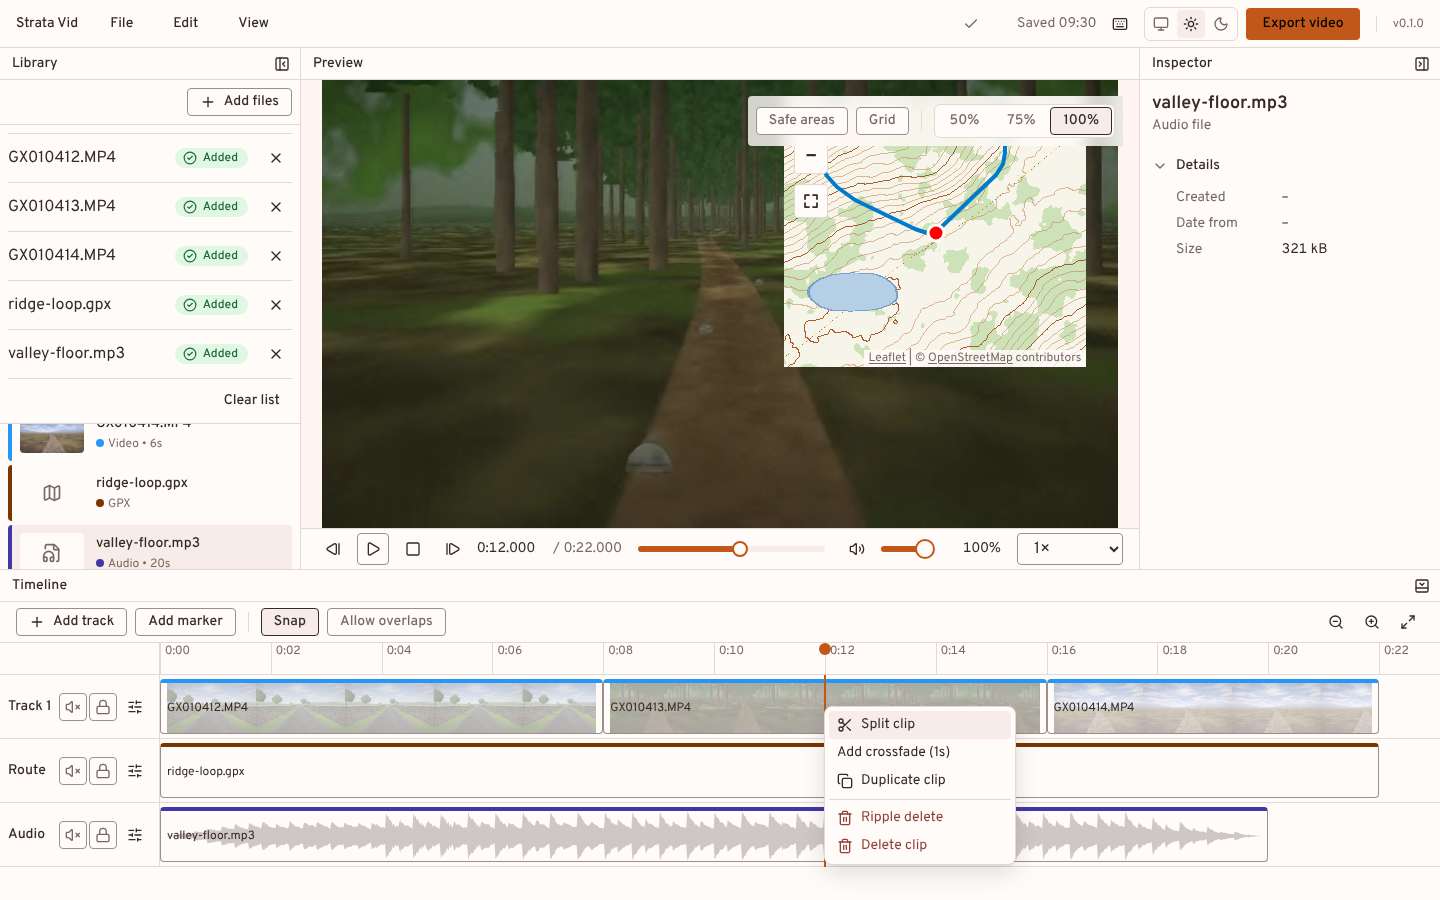 Strata Vid File Edit View Saved 09:30 Export video v0.1.0
Library
Preview
Inspector
Add files
GX010412.MP4 Added
GX010413.MP4 Added
GX010414.MP4 Added
ridge-loop.gpx Added
valley-floor.mp3 Added
Clear list
GX010414.MP4
Video • 6s
ridge-loop.gpx
GPX
valley-floor.mp3
Audio • 20s
Safe areas Grid 50% 75% 100%
Leaflet | © OpenStreetMap contributors
0:12.000 / 0:22.000 100% 1×
valley-floor.mp3
Audio file
Details
Created –
Date from –
Size 321 kB
Timeline
Add track Add marker Snap Allow overlaps
0:00 0:02 0:04 0:06 0:08 0:10 0:12 0:14 0:16 0:18 0:20 0:22
Track 1 GX010412.MP4 GX010413.MP4 GX010414.MP4
Route ridge-loop.gpx
Audio valley-floor.mp3
Split clip
Add crossfade (1s)
Duplicate clip
Ripple delete
Delete clip